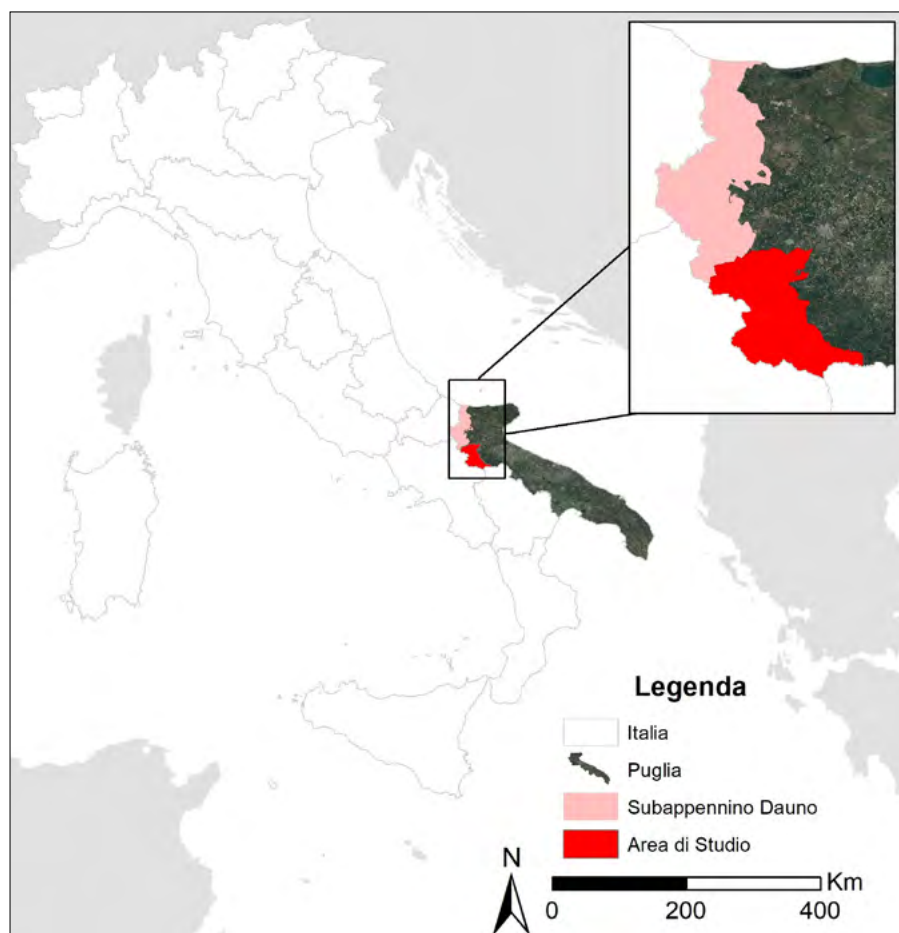 Legenda
Italia
Puglia
Subappennino Dauno
Area di Studio
N
Km
0 200 400